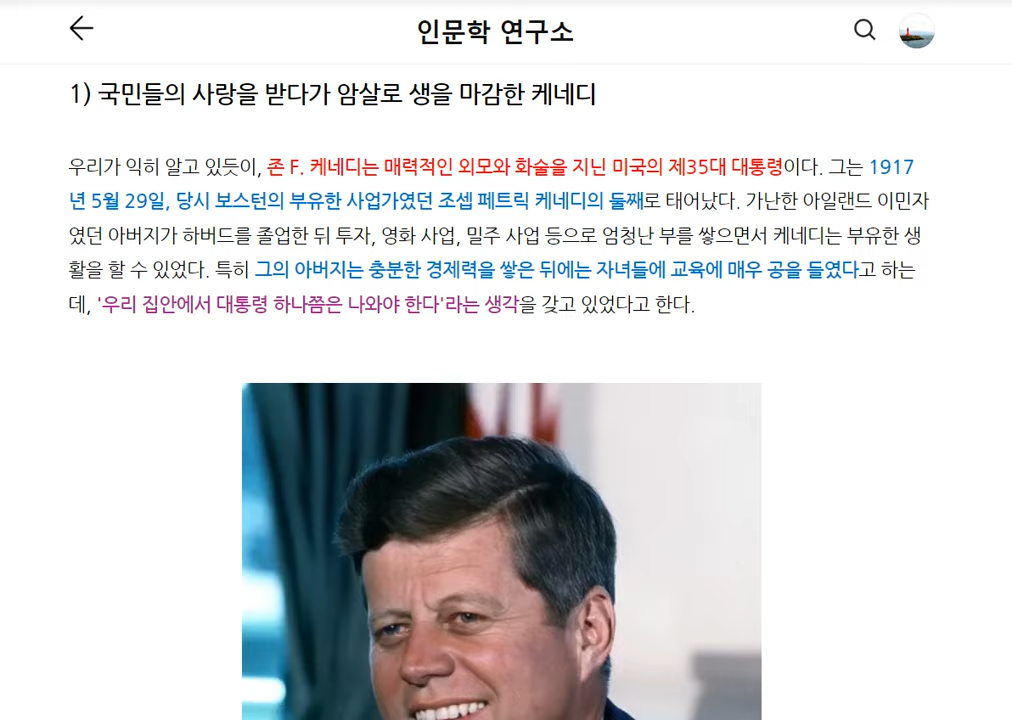 인문학 연구소
1) 국민들의 사랑을 받다가 암살로 생을 마감한 케네디
우리가 익히 알고 있듯이, 존 F. 케네디는 매력적인 외모와 화술을 지닌 미국의 제35대 대통령이다. 그는 1917
년 5월 29일, 당시 보스턴의 부유한 사업가였던 조셉 페트릭 케네디의 둘째로 태어났다. 가난한 아일랜드 이민자
였던 아버지가 하버드를 졸업한 뒤 투자, 영화 사업, 밀주 사업 등으로 엄청난 부를 쌓으면서 케네디는 부유한 생
활을 할 수 있었다. 특히 그의 아버지는 충분한 경제력을 쌓은 뒤에는 자녀들에 교육에 매우 공을 들였다고 하는
데, '우리 집안에서 대통령 하나쯤은 나와야 한다'라는 생각을 갖고 있었다고 한다.